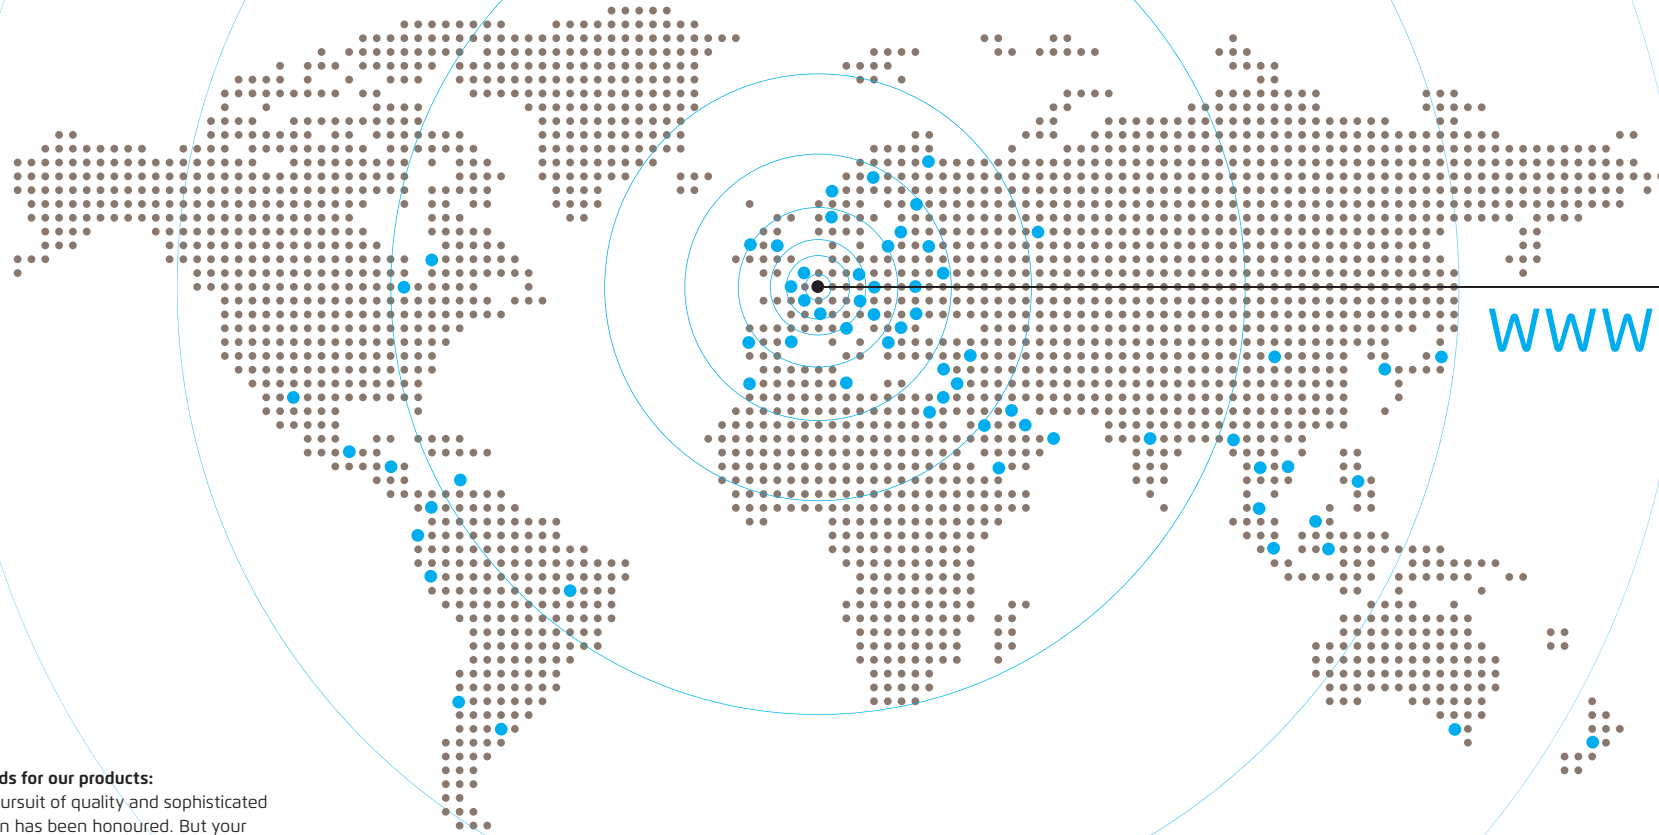 WWW
ds for our products:
ursuit of quality and sophisticated
n has been honoured. But your